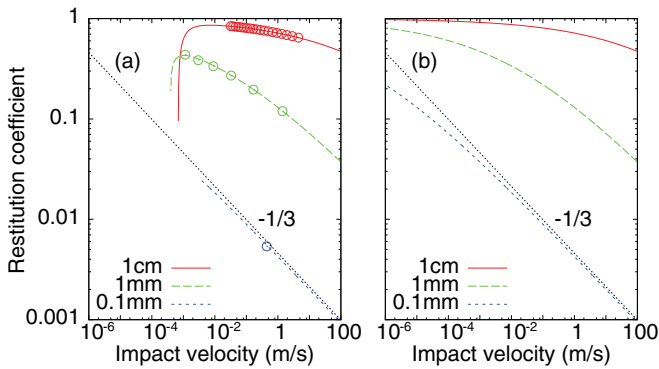 Restitution coefficient
1
0.1
0.01
0.001
(a)
-1/3
1cm
1mm
0.1mm
10-6
10-4
10-2
1
100
Impact velocity (m/s)
(b)
-1/3
1cm
1mm
0.1mm
10-6
10-4
10-2
1
100
Impact velocity (m/s)